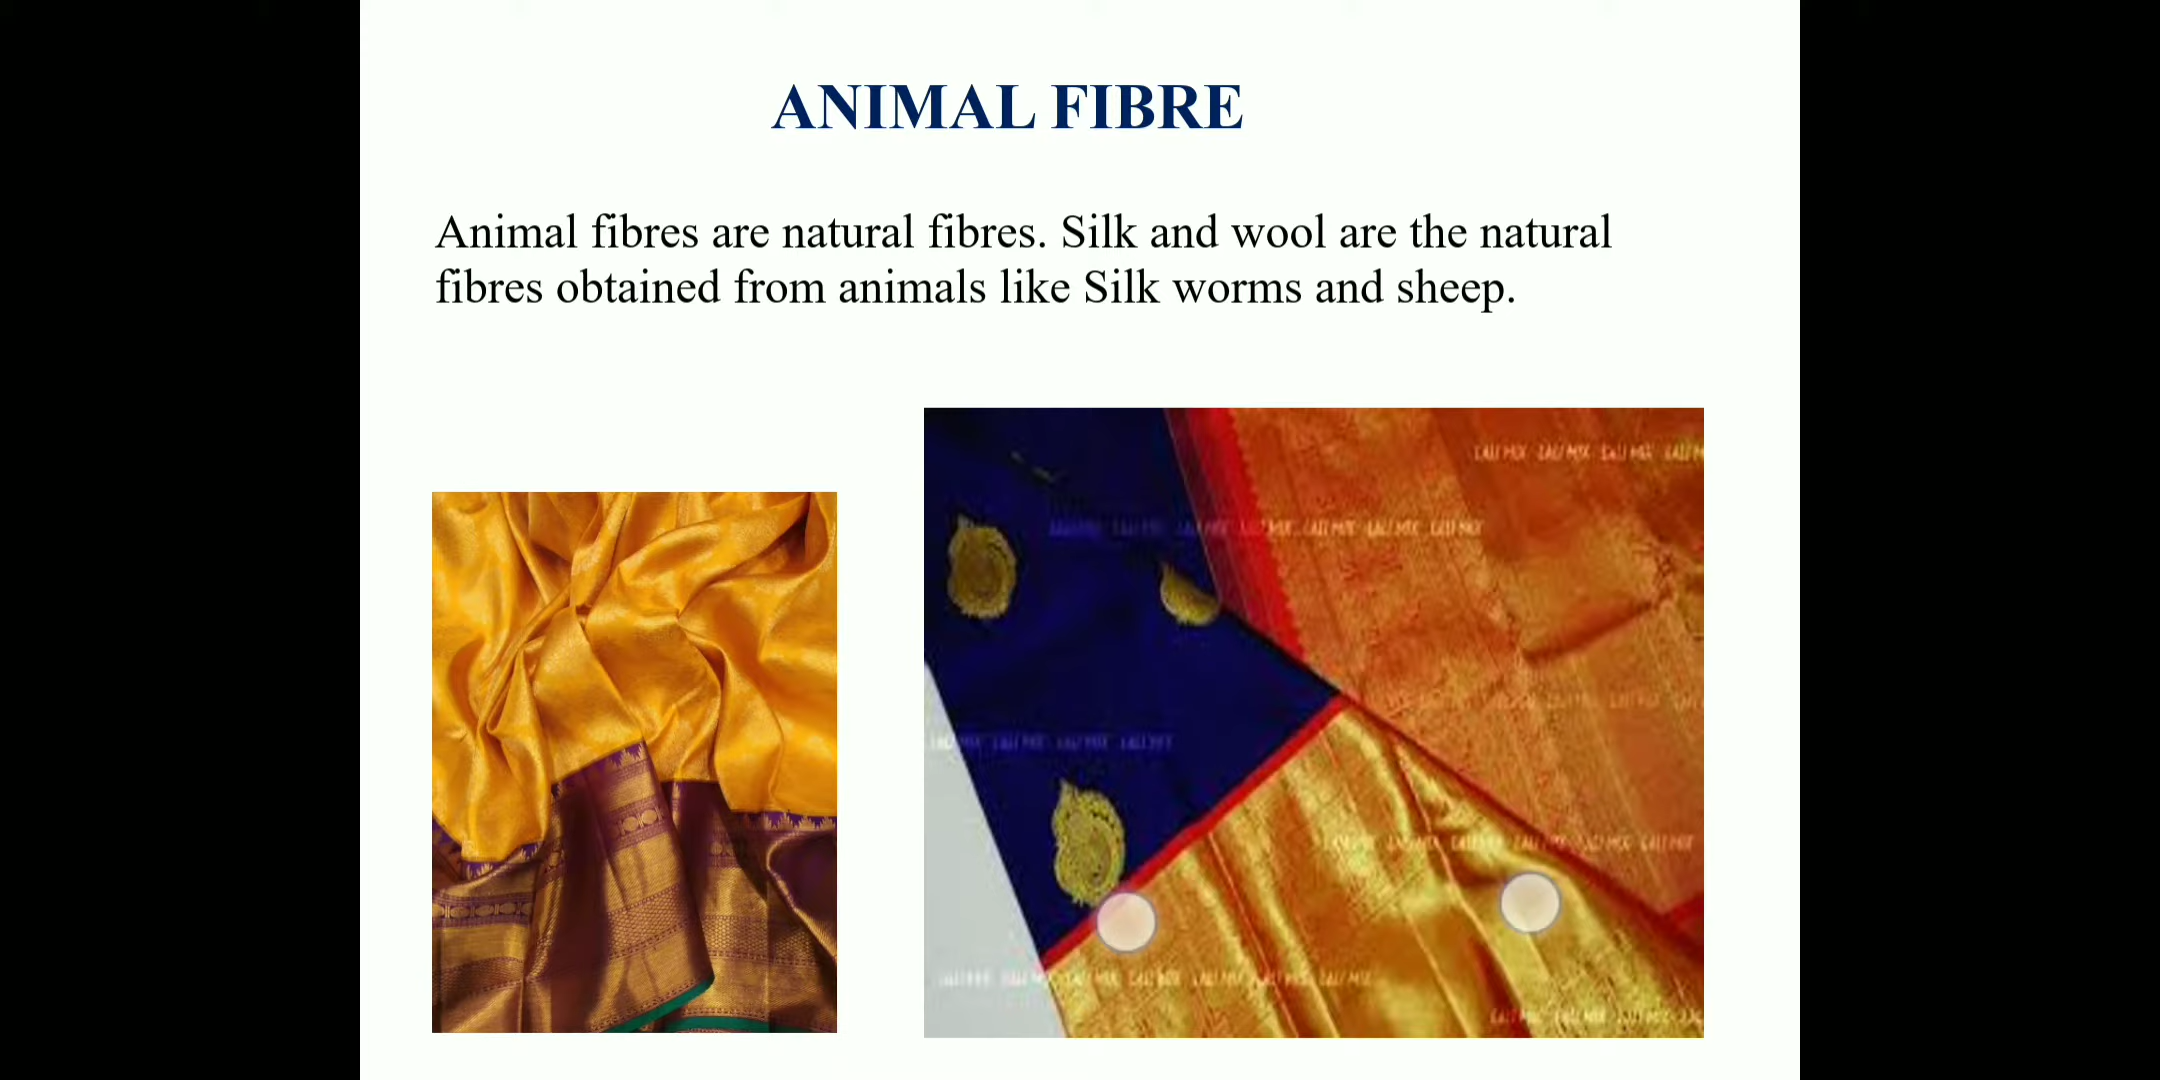 ANIMAL FIBRE
Animal fibres are natural fibres. Silk and wool are the natural
fibres obtained from animals like Silk worms and sheep.